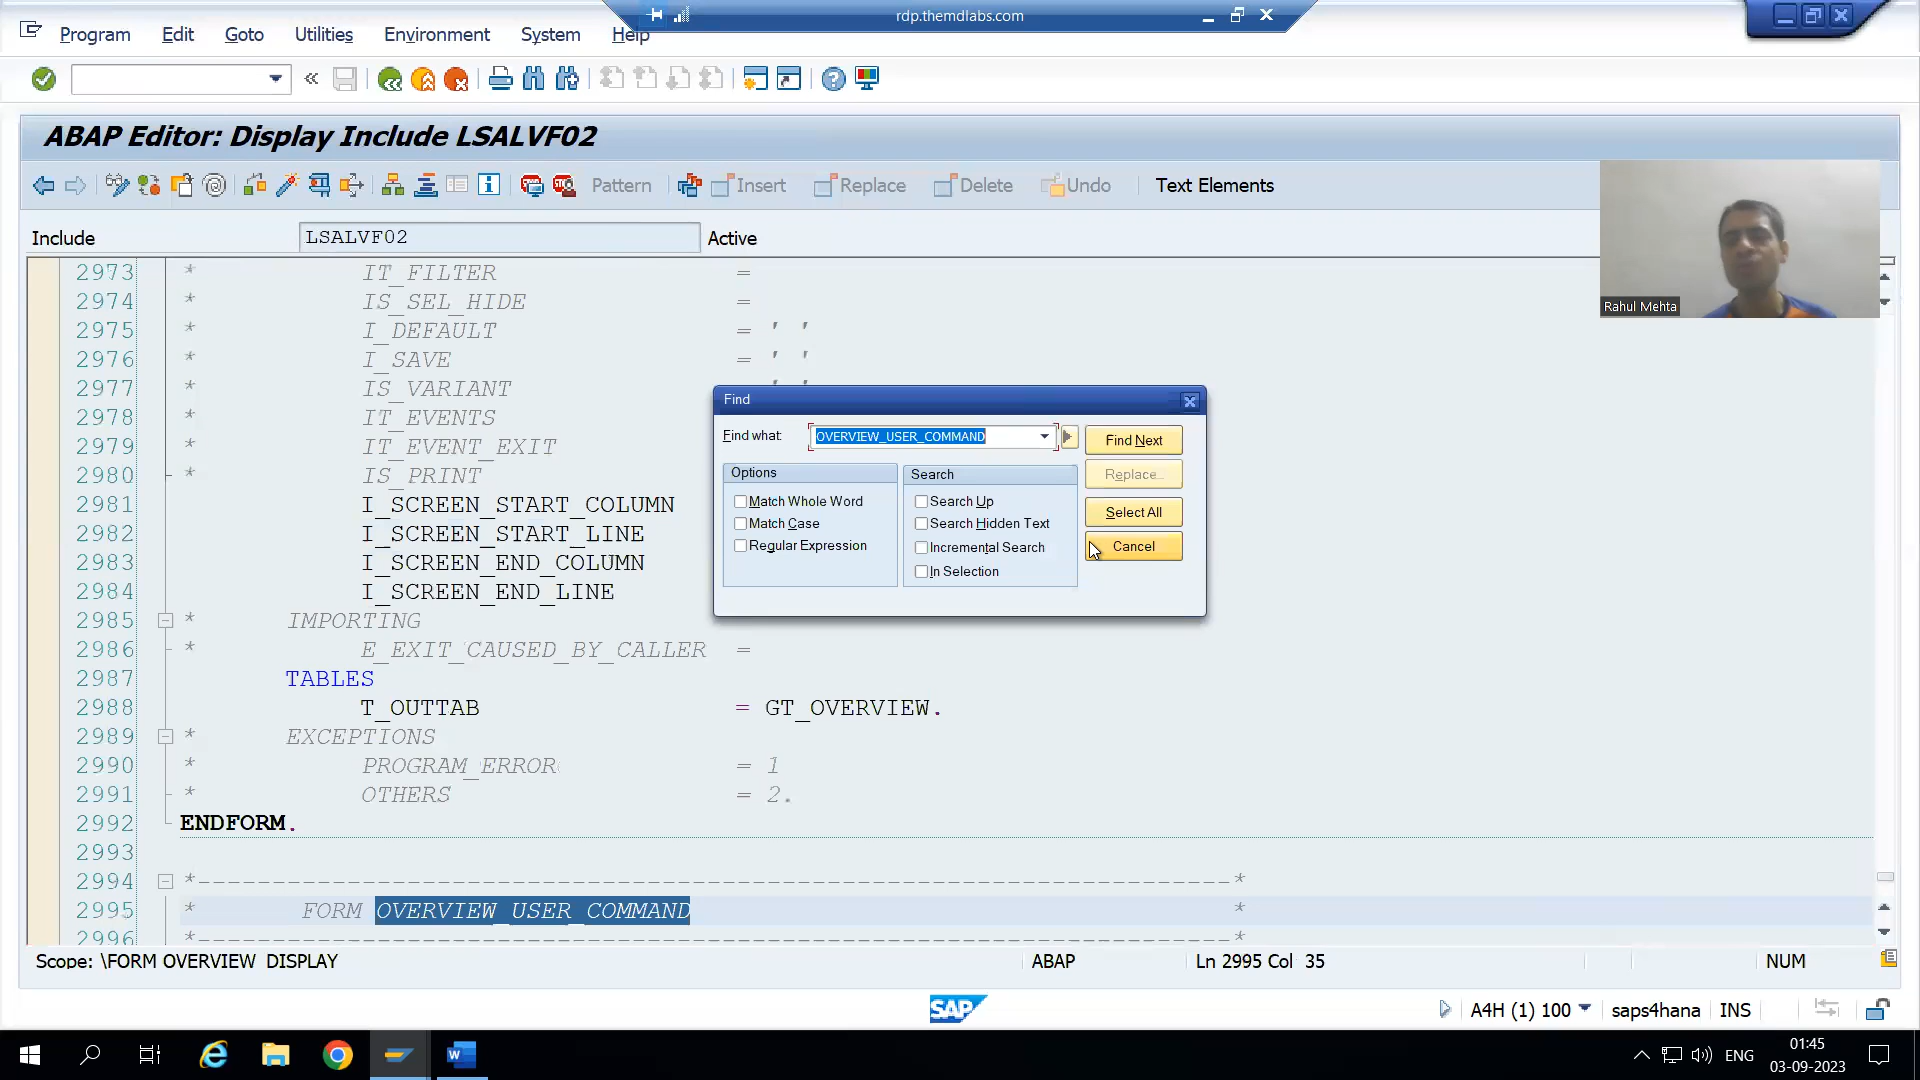 rdp.themdlabs.com
Program Edit Goto Utilities Environment System Help
ABAP Editor: Display Include LSALVF02
Pattern Insert Replace Delete Undo Text Elements
Include LSALVF02 Active
Rahul Mehta
2973 * IT_FILTER =
2974 * IS_SEL_HIDE =
2975 * I_DEFAULT = ' '
2976 * I_SAVE = ' '
2977 * IS_VARIANT = ' '
2978 * IT_EVENTS
2979 * IT_EVENT_EXIT
2980 * IS_PRINT
2981 I_SCREEN_START_COLUMN
2982 I_SCREEN_START_LINE
2983 I_SCREEN_END_COLUMN
2984 I_SCREEN_END_LINE
2985 * IMPORTING
2986 * E_EXIT_CAUSED_BY_CALLER =
2987 TABLES
2988 T_OUTTAB = GT_OVERVIEW.
2989 * EXCEPTIONS
2990 * PROGRAM_ERROR = 1
2991 * OTHERS = 2.
2992 ENDFORM.
2993
2994 *----------------------------------------------------------------------*
2995 * FORM OVERVIEW_USER_COMMAND *
2996 *----------------------------------------------------------------------*
Find
Find what: OVERVIEW_USER_COMMAND Find Next
Options Search Replace...
Match Whole Word Search Up
Select All
Match Case Search Hidden Text
Regular Expression Incremental Search Cancel
In Selection
Scope: \FORM OVERVIEW_DISPLAY ABAP Ln 2995 Col 35 NUM
SAP A4H (1) 100 saps4hana INS
ENG 01:45
03-09-2023